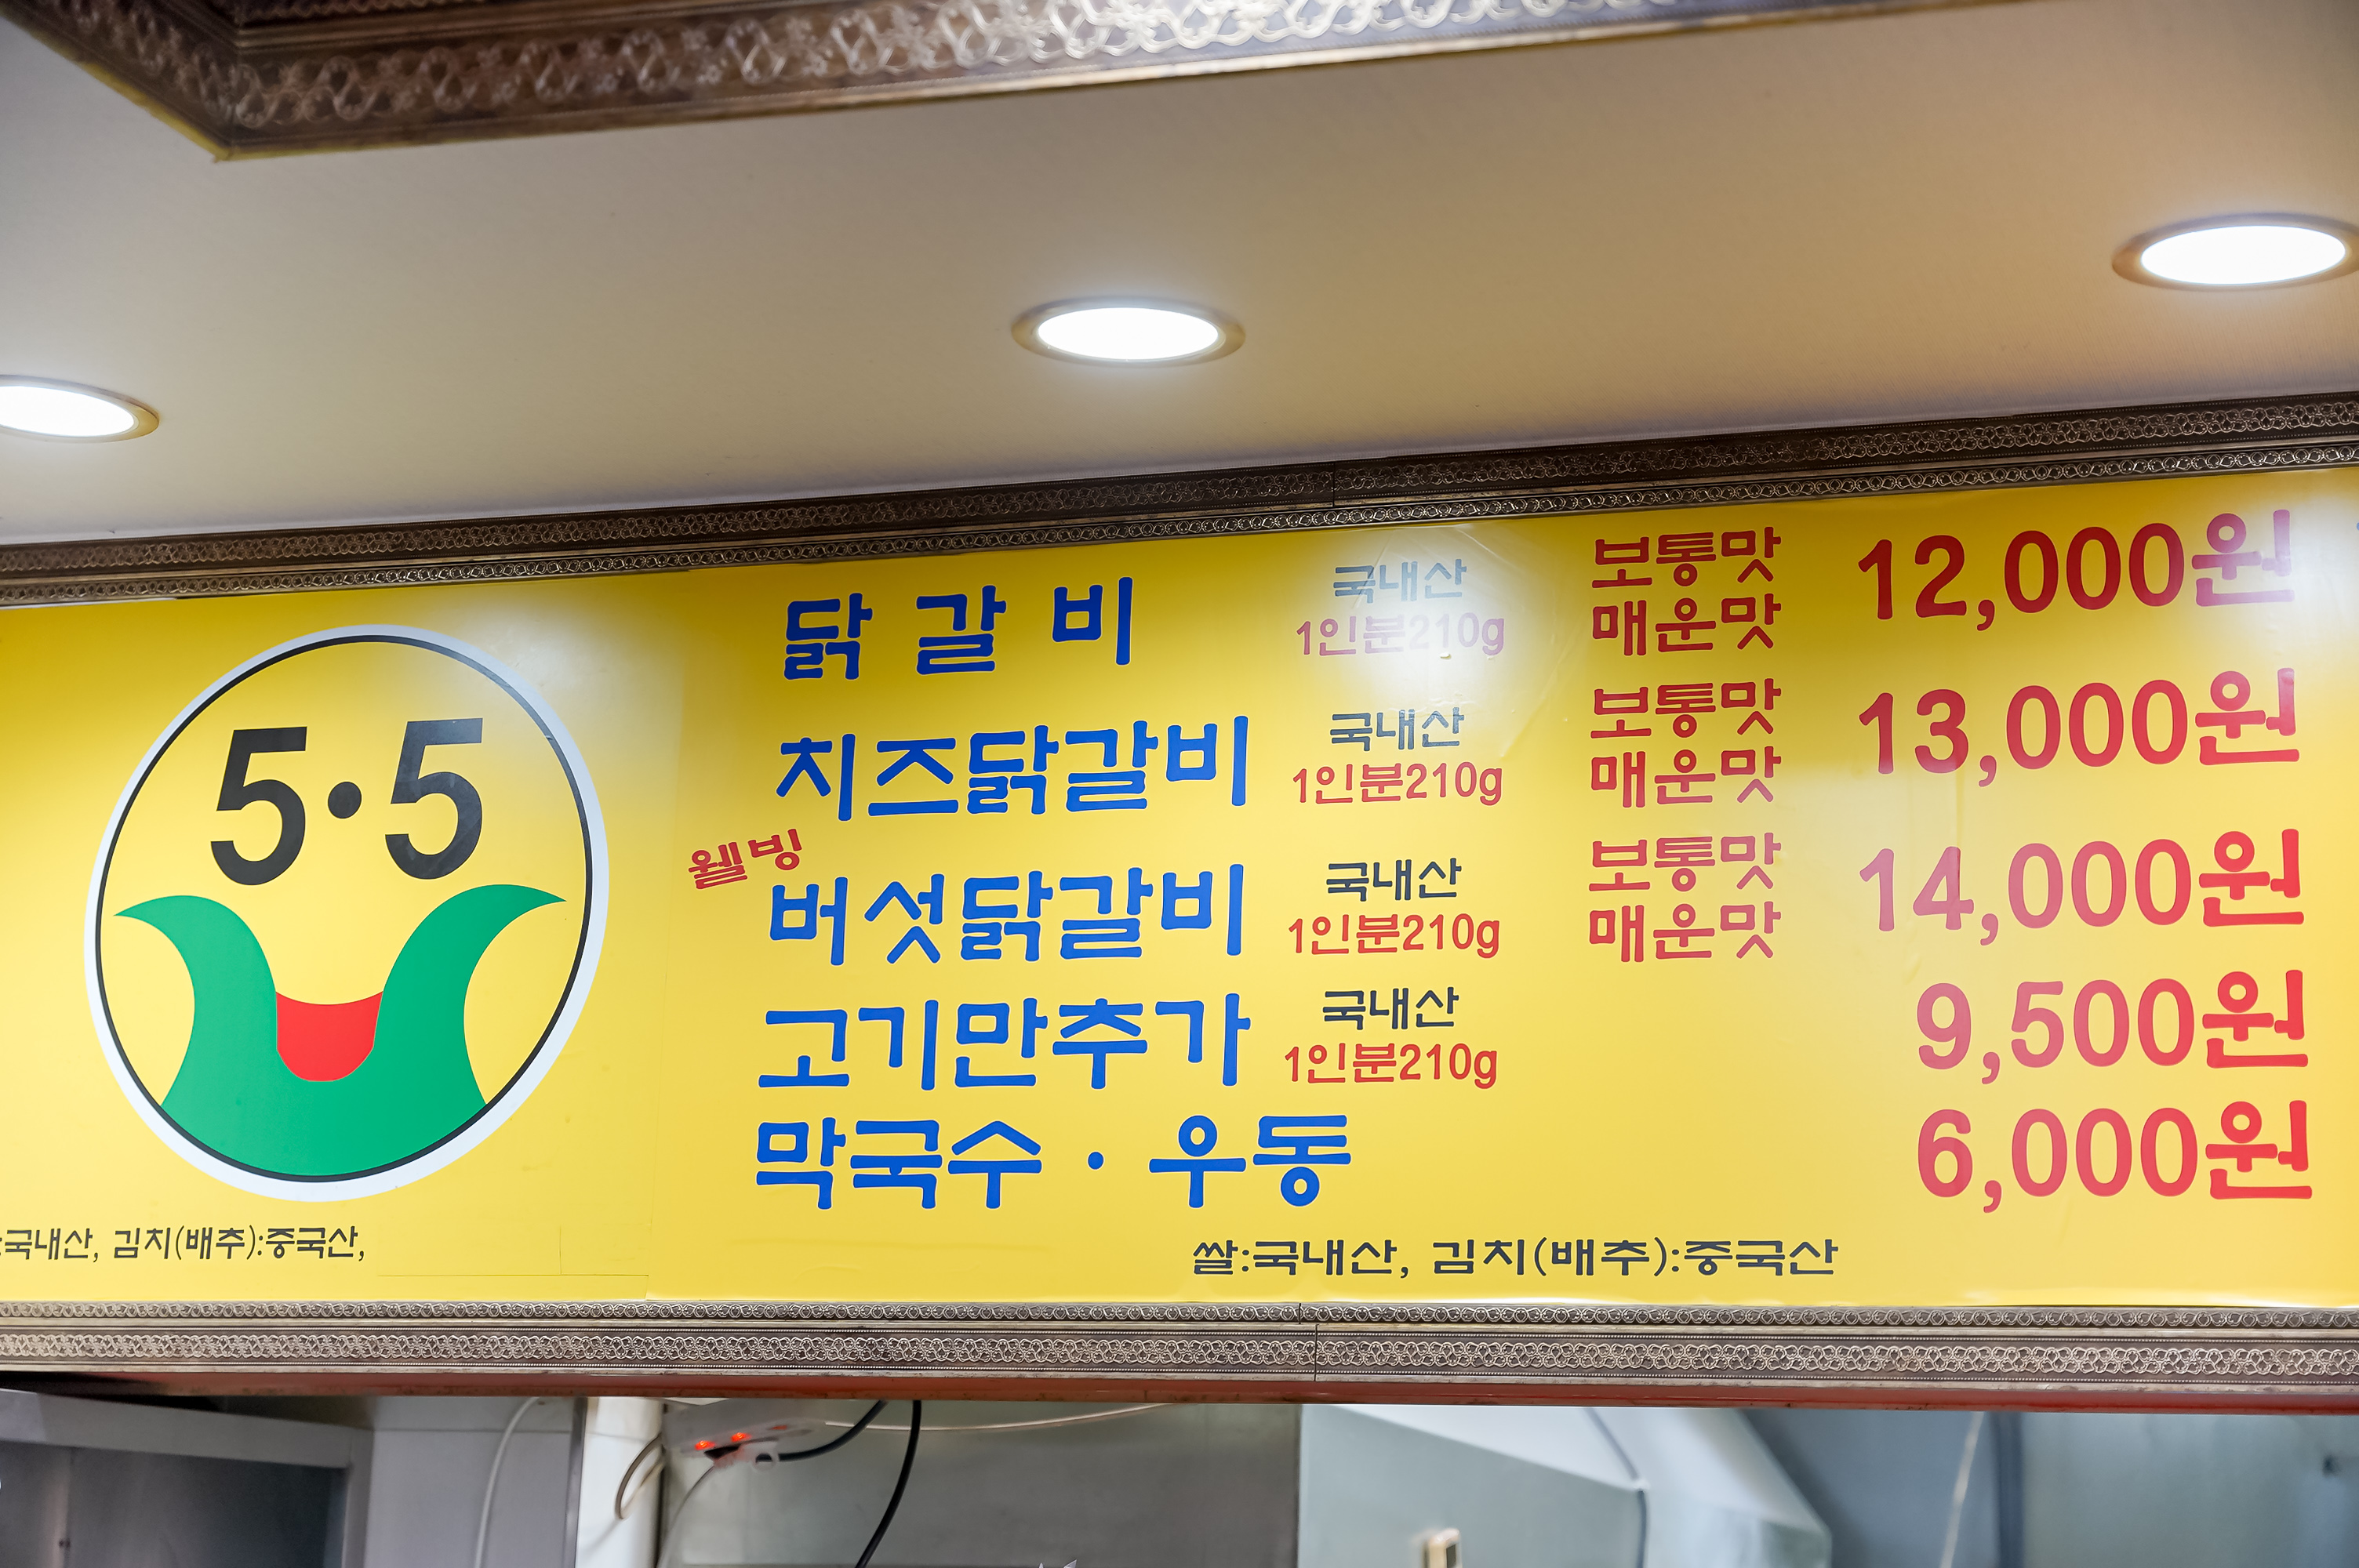 5·5
:국내산, 김치(배추):중국산,
닭갈비 국내산 1인분210g 보통맛 매운맛 12,000원
치즈닭갈비 국내산 1인분210g 보통맛 매운맛 13,000원
웰빙 버섯닭갈비 국내산 1인분210g 보통맛 매운맛 14,000원
고기만추가 국내산 1인분210g 9,500원
막국수 · 우동 6,000원
쌀:국내산, 김치(배추):중국산